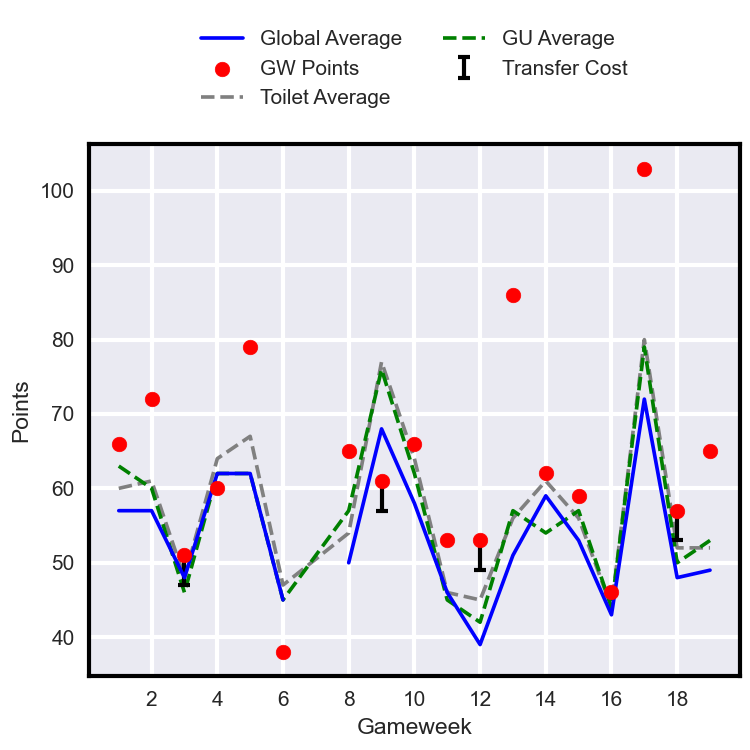 Global Average
GW Points
Toilet Average
GU Average
Transfer Cost
100
90
80
70
60
50
40
Points
2 4 6 8 10 12 14 16 18
Gameweek